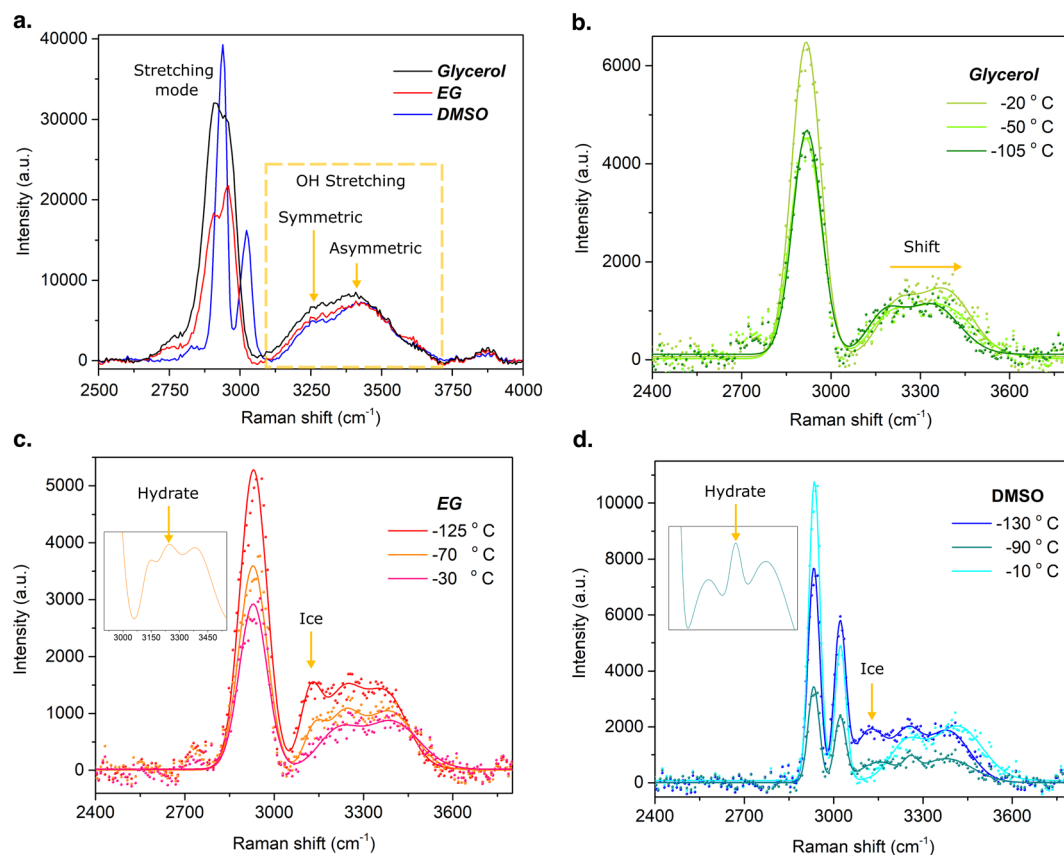 a.
40000
30000
20000
10000
0
Intensity (a.u.)
Stretching
mode
Glycerol
EG
DMSO
OH Stretching
Symmetric
Asymmetric
2500 2750 3000 3250 3500 3750 4000
Raman shift (cm-1)
b.
6000
4000
2000
0
Intensity (a.u.)
Glycerol
-20 ° C
-50 ° C
-105 ° C
Shift
2400 2700 3000 3300 3600
Raman shift (cm-1)
c.
5000
4000
3000
2000
1000
0
Intensity (a.u.)
EG
-125 ° C
-70 ° C
-30 ° C
Hydrate
3000 3150 3300 3450
Ice
2400 2700 3000 3300 3600
Raman shift (cm-1)
d.
10000
8000
6000
4000
2000
0
Intensity (a.u.)
DMSO
-130 ° C
-90 ° C
-10 ° C
Hydrate
Ice
2400 2700 3000 3300 3600
Raman shift (cm-1)